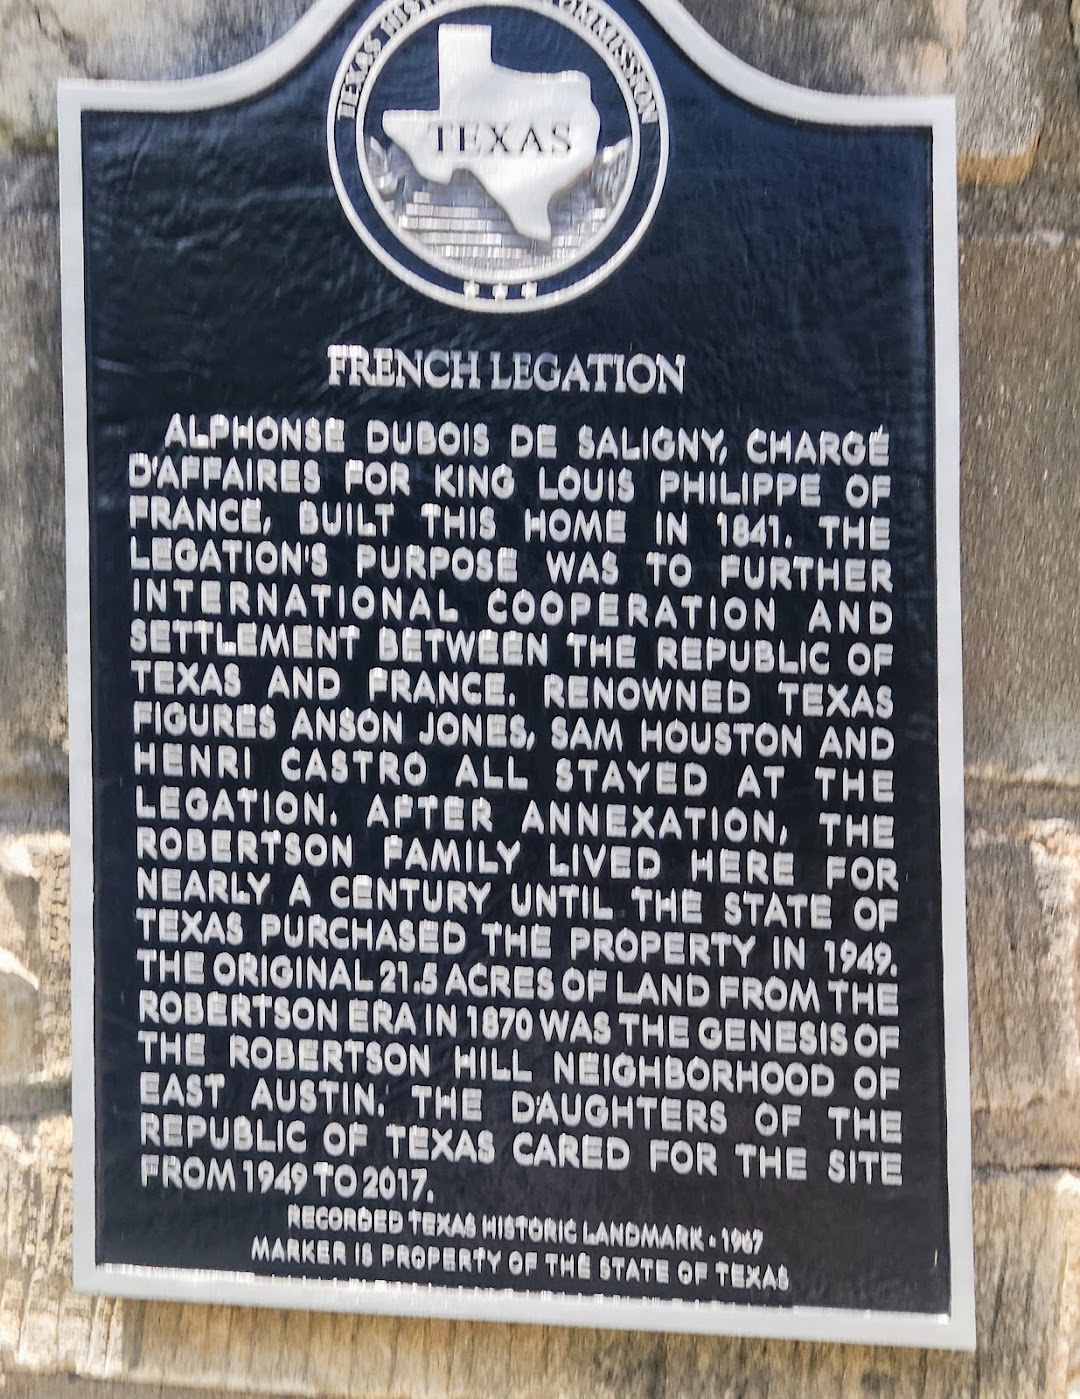 TEXAS HISTORICAL COMMISSION
TEXAS
FRENCH LEGATION
ALPHONSE DUBOIS DE SALIGNY, CHARGÉ
D'AFFAIRES FOR KING LOUIS PHILIPPE OF
FRANCE, BUILT THIS HOME IN 1841. THE
LEGATION'S PURPOSE WAS TO FURTHER
INTERNATIONAL COOPERATION AND
SETTLEMENT BETWEEN THE REPUBLIC OF
TEXAS AND FRANCE. RENOWNED TEXAS
FIGURES ANSON JONES, SAM HOUSTON AND
HENRI CASTRO ALL STAYED AT THE
LEGATION. AFTER ANNEXATION, THE
ROBERTSON FAMILY LIVED HERE FOR
NEARLY A CENTURY UNTIL THE STATE OF
TEXAS PURCHASED THE PROPERTY IN 1949.
THE ORIGINAL 21.5 ACRES OF LAND FROM THE
ROBERTSON ERA IN 1870 WAS THE GENESIS OF
THE ROBERTSON HILL NEIGHBORHOOD OF
EAST AUSTIN. THE DAUGHTERS OF THE
REPUBLIC OF TEXAS CARED FOR THE SITE
FROM 1949 TO 2017.
RECORDED TEXAS HISTORIC LANDMARK • 1967
MARKER IS PROPERTY OF THE STATE OF TEXAS